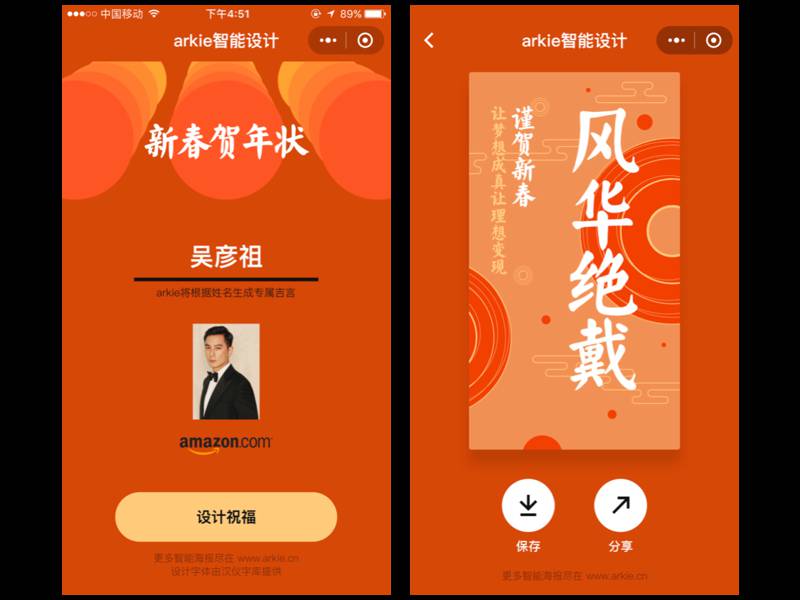 中国移动
下午4:51
89%
arkie智能设计
新春贺年状
吴彦祖
arkie将根据姓名生成专属吉言
amazon.com
设计祝福
更多智能海报尽在 www.arkie.cn
设计字体由汉仪字库提供
arkie智能设计
风华绝戴
谨贺新春
让梦想成真让理想变现
保存
分享
更多智能海报尽在 www.arkie.cn